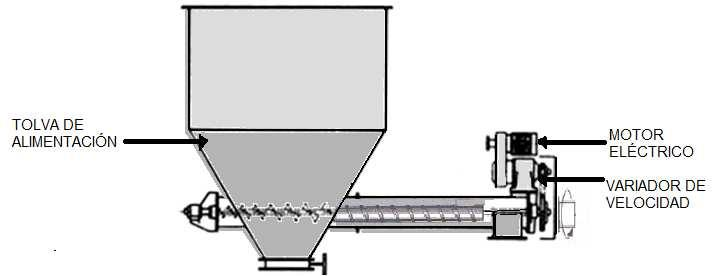 TOLVA DE
ALIMENTACIÓN
MOTOR
ELÉCTRICO
VARIADOR DE
VELOCIDAD